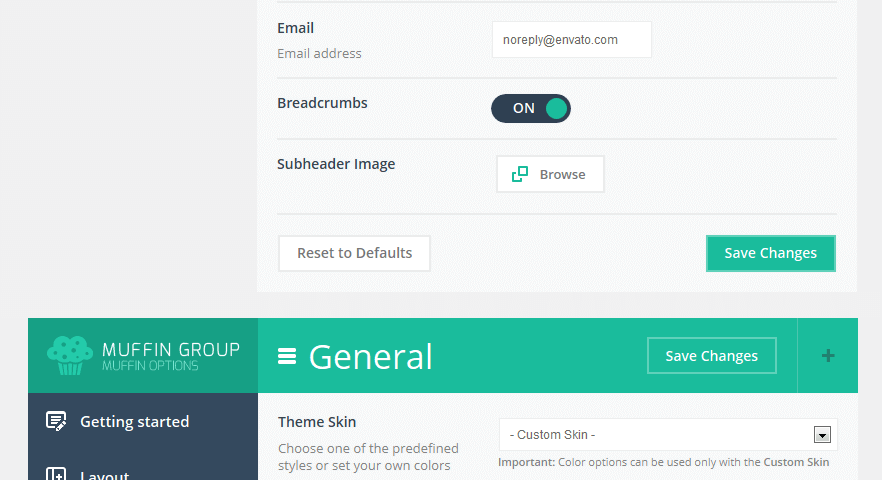 Email
noreply@envato.com
Email address
Breadcrumbs
ON
Subheader Image
Browse
Reset to Defaults
Save Changes
MUFFIN GROUP
MUFFIN OPTIONS
General
Save Changes
+
Getting started
Layout
Theme Skin
- Custom Skin -
Choose one of the predefined
styles or set your own colors
Important: Color options can be used only with the Custom Skin